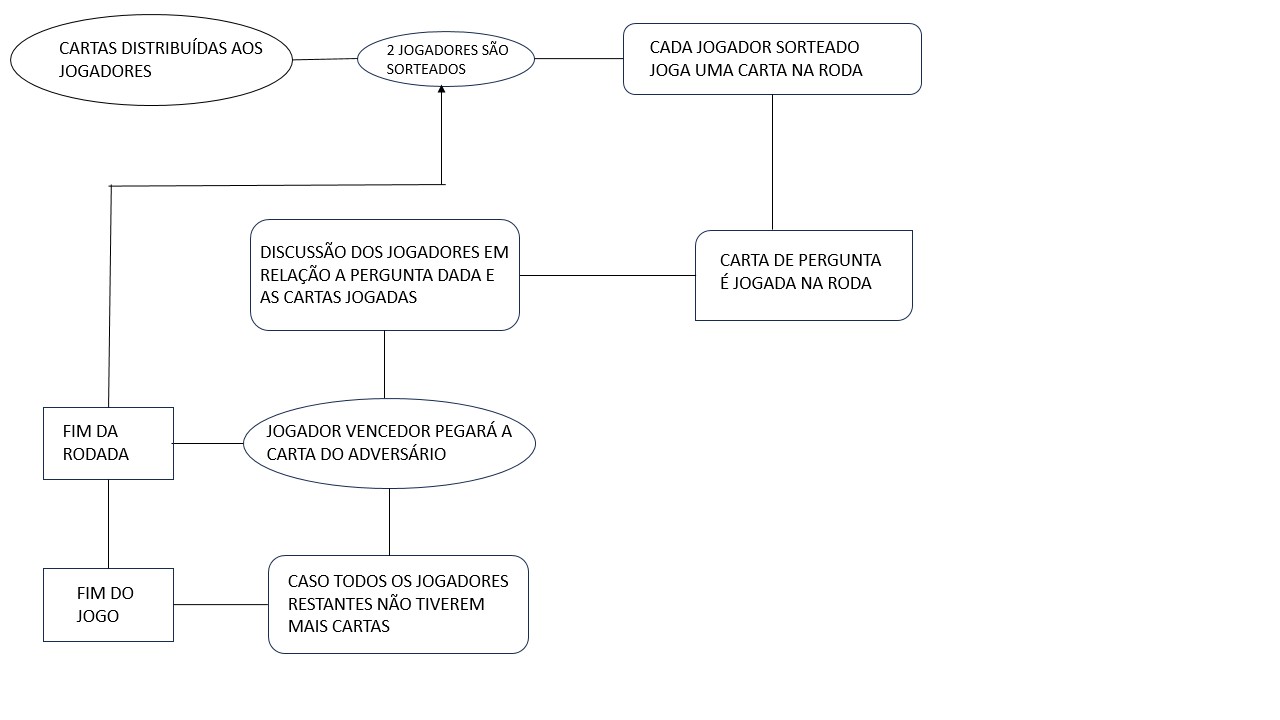 CARTAS DISTRIBUÍDAS AOS
JOGADORES
2 JOGADORES SÃO
SORTEADOS
CADA JOGADOR SORTEADO
JOGA UMA CARTA NA RODA
CARTA DE PERGUNTA
É JOGADA NA RODA
DISCUSSÃO DOS JOGADORES EM
RELAÇÃO A PERGUNTA DADA E
AS CARTAS JOGADAS
JOGADOR VENCEDOR PEGARÁ A
CARTA DO ADVERSÁRIO
FIM DA
RODADA
CASO TODOS OS JOGADORES
RESTANTES NÃO TIVEREM
MAIS CARTAS
FIM DO
JOGO